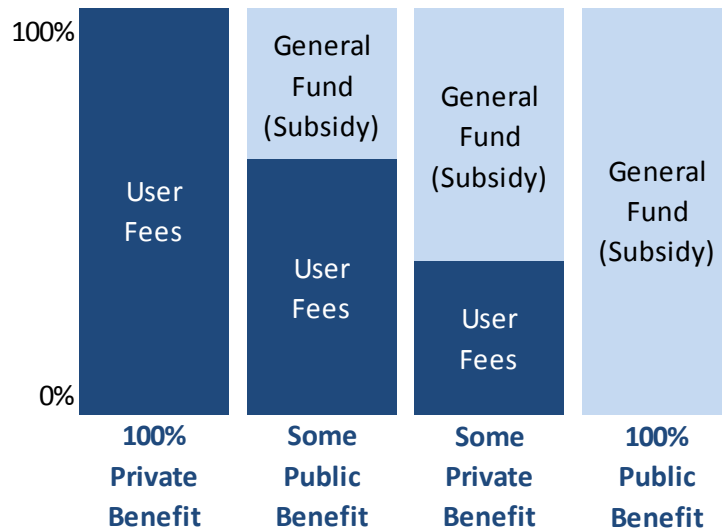 100%
0%
User
Fees
General
Fund
(Subsidy)
User
Fees
General
Fund
(Subsidy)
User
Fees
General
Fund
(Subsidy)
100%
Private
Benefit
Some
Public
Benefit
Some
Private
Benefit
100%
Public
Benefit